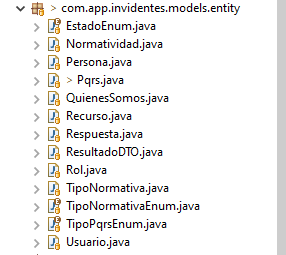 > com.app.invidentes.models.entity
EstadoEnum.java
Normatividad.java
Persona.java
> Pqrs.java
QuienesSomos.java
Recurso.java
Respuesta.java
ResultadoDTO.java
Rol.java
TipoNormativa.java
TipoNormativaEnum.java
TipoPqrsEnum.java
Usuario.java